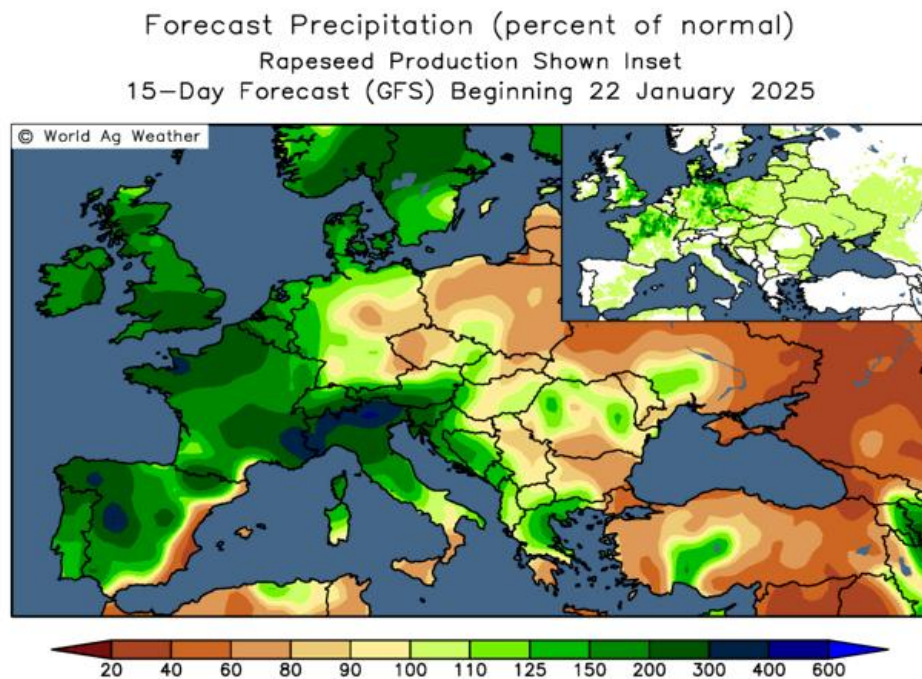 Forecast Precipitation (percent of normal)
Rapeseed Production Shown Inset
15-Day Forecast (GFS) Beginning 22 January 2025
© World Ag Weather
20 40 60 80 90 100 110 125 150 200 300 400 600